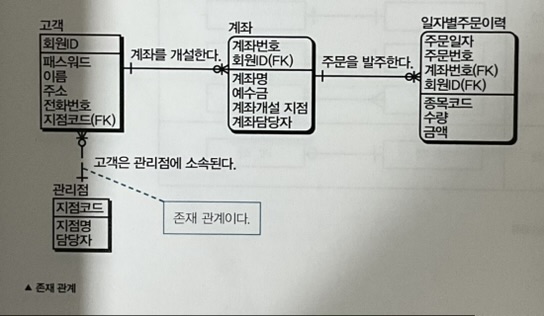 고객
회원ID
패스워드
이름
주소
전화번호
지점코드(FK)
계좌를 개설한다.
계좌
계좌번호
회원ID(FK)
계좌명
예수금
계좌개설 지점
계좌담당자
주문을 발주한다.
일자별주문이력
주문일자
주문번호
계좌번호(FK)
회원ID(FK)
종목코드
수량
금액
고객은 관리점에 소속된다.
관리점
지점코드
지점명
담당자
존재 관계이다.
▲ 존재 관계